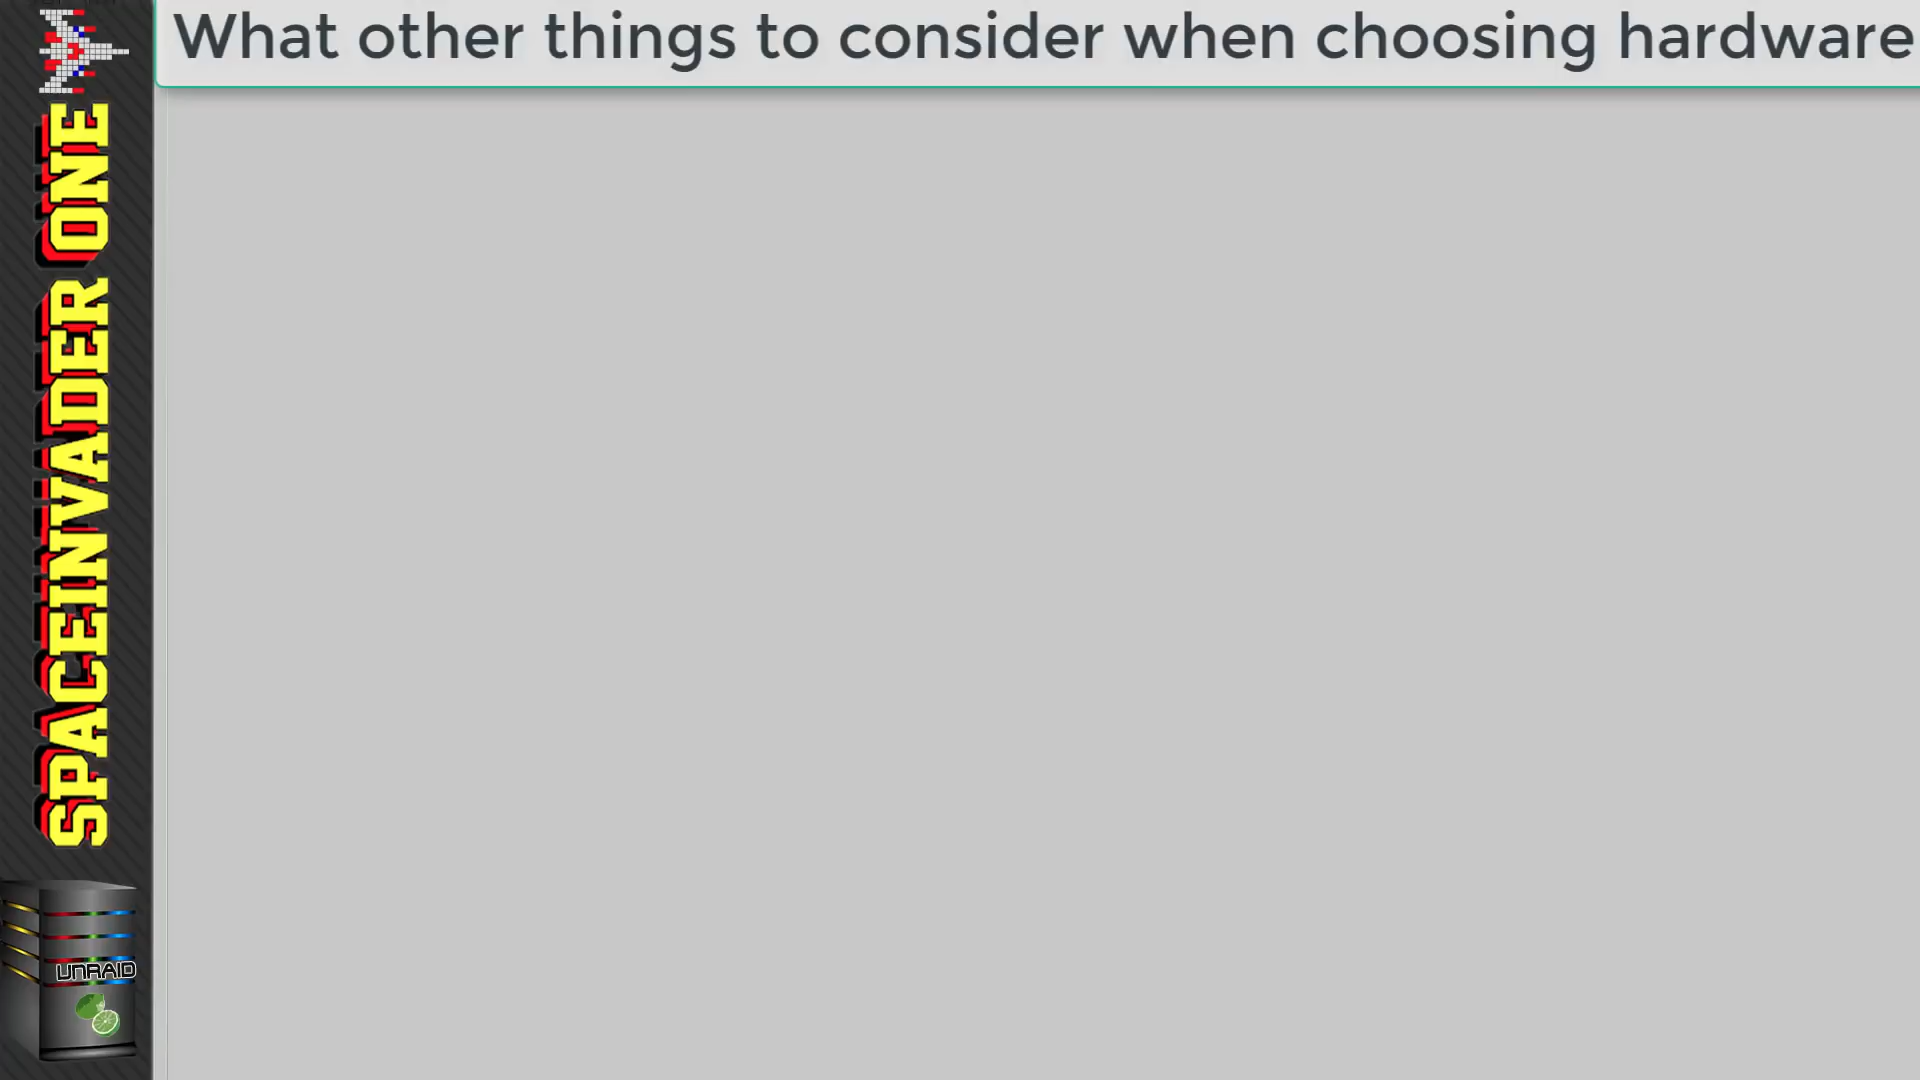 What other things to consider when choosing hardware
SPACEINVADER ONE
UNRAID